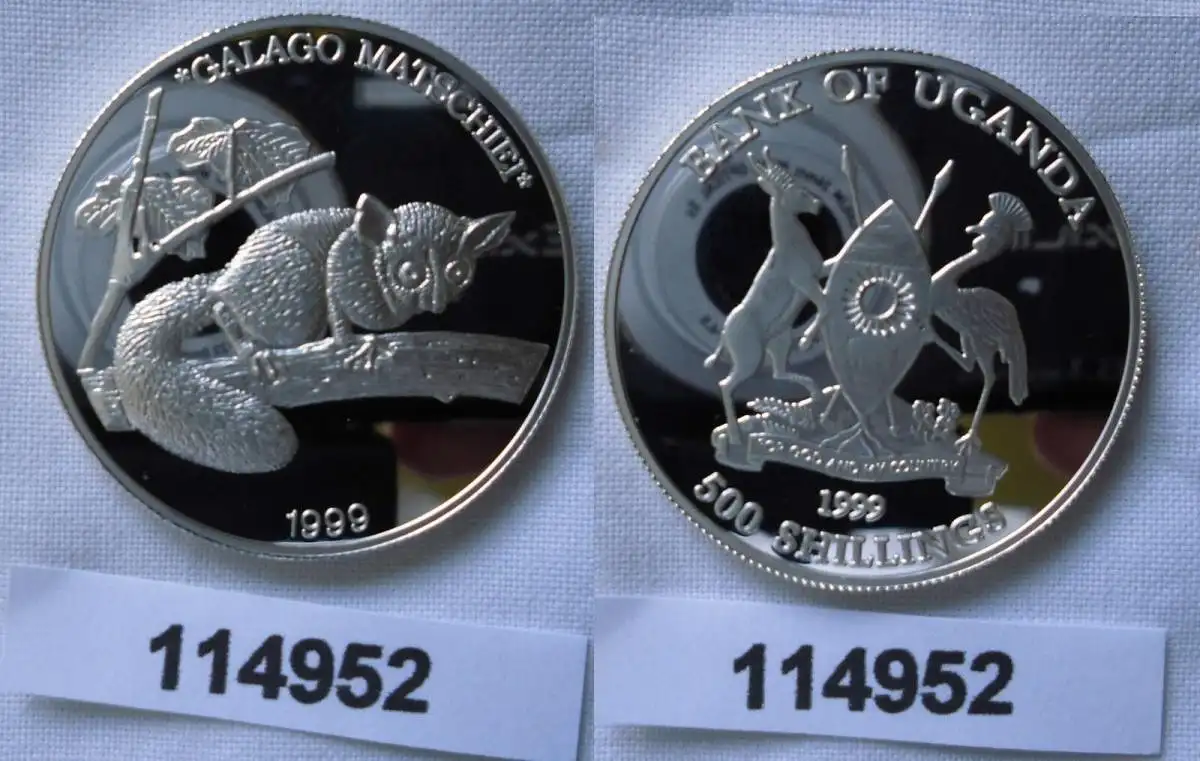 *GALAGO MATSCHIEI*
1999
114952
BANK OF UGANDA
FOR GOD AND MY COUNTRY
1999
500 SHILLINGS
114952